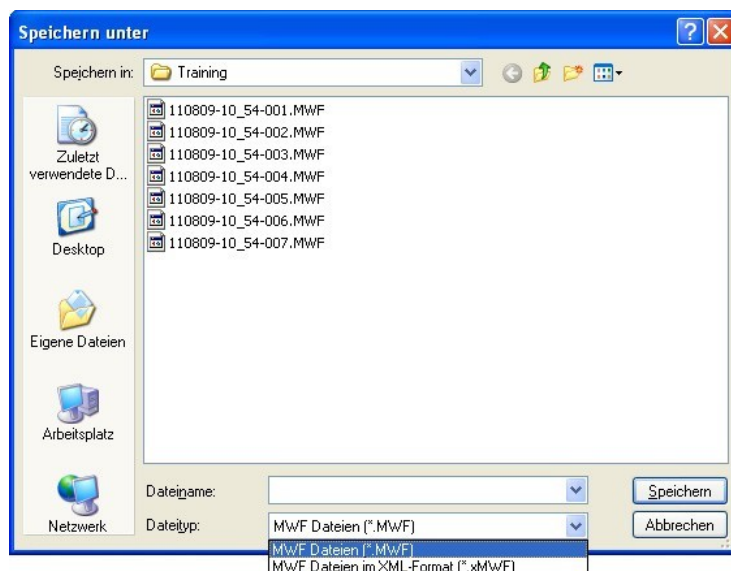 Speichern unter
Speichern in:
Training
110809-10_54-001.MWF
110809-10_54-002.MWF
110809-10_54-003.MWF
110809-10_54-004.MWF
110809-10_54-005.MWF
110809-10_54-006.MWF
110809-10_54-007.MWF
Zuletzt
verwendete D...
Desktop
Eigene Dateien
Arbeitsplatz
Netzwerk
Dateiname:
Speichern
Dateityp:
MWF Dateien (*.MWF)
Abbrechen
MWF Dateien (*.MWF)
MWF Dateien im XML-Format (*.xMWF)